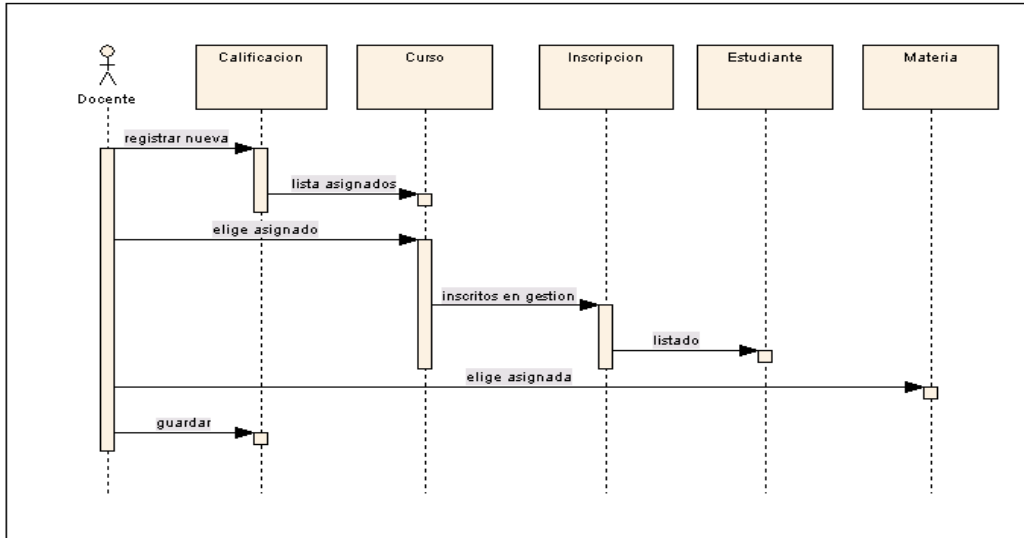 Calificacion
Curso
Inscripcion
Estudiante
Materia
Docente
registrar nueva
lista asignados
elige asignado
inscritos en gestion
listado
elige asignada
guardar